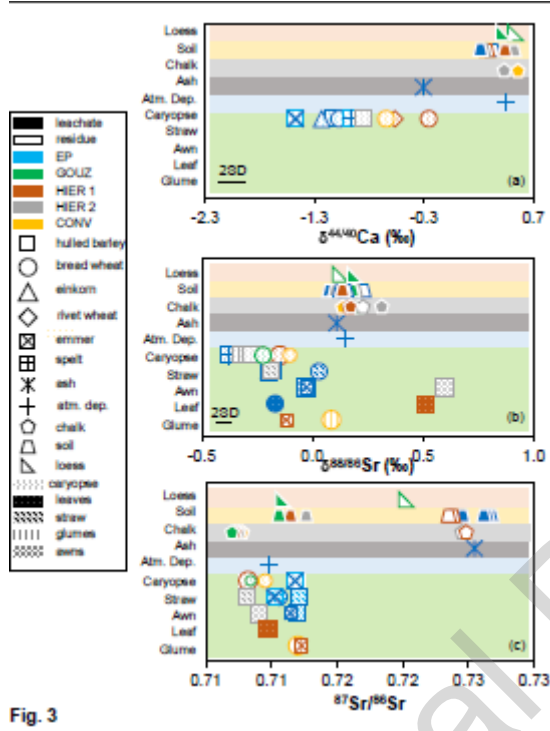 Loess
Soil
Chalk
Ash
Atm. Dep.
Caryopse
Straw
Awn
Leaf
Glume
2SD
(a)
-2.3 -1.3 -0.3 0.7
δ44/40Ca (‰)
leachate
residue
EP
GOUZ
HIER 1
HIER 2
CONV
hulled barley
bread wheat
einkorn
rivet wheat
emmer
spelt
ash
atm. dep.
chalk
soil
loess
caryopse
leaves
straw
glumes
awns
Loess
Soil
Chalk
Ash
Atm. Dep.
Caryopse
Straw
Awn
Leaf
Glume
2SD
(b)
-0.5 0.0 0.5 1.0
δ88/86Sr (‰)
Loess
Soil
Chalk
Ash
Atm. Dep.
Caryopse
Straw
Awn
Leaf
Glume
(c)
0.71 0.71 0.72 0.72 0.73 0.73
87Sr/86Sr
Fig. 3